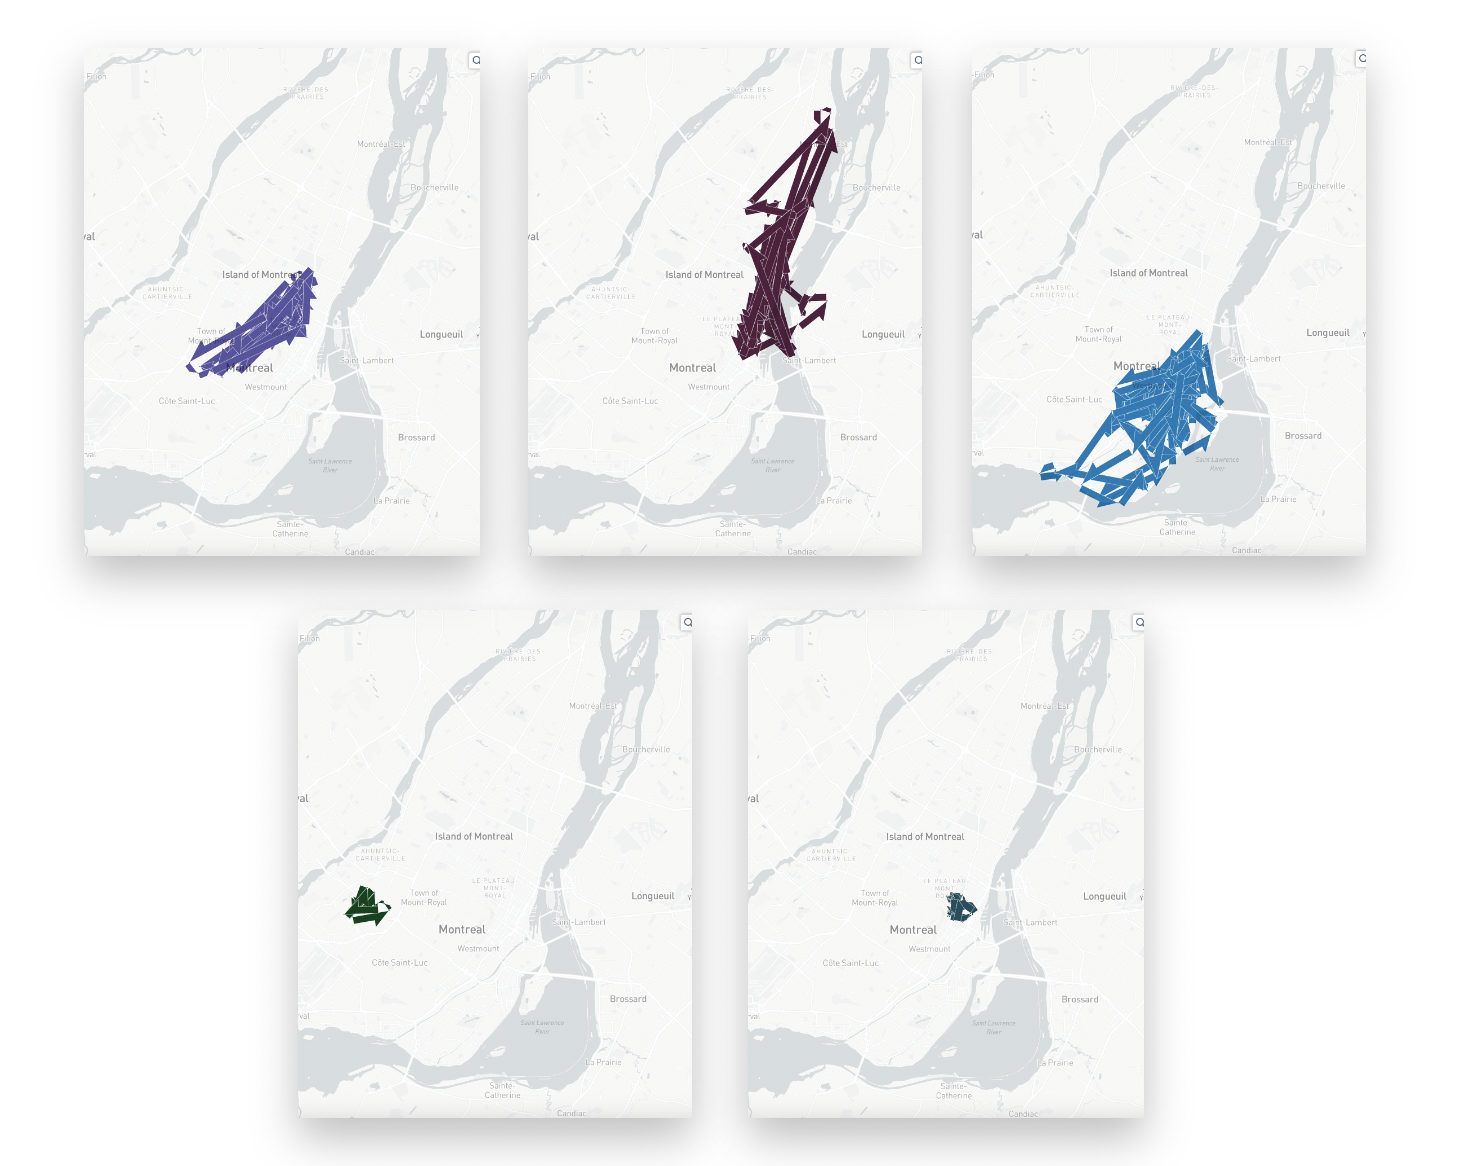 Filion
RIVIÈRE-DES-
PRAIRIES
Montréal-Est
Boucherville
val
Island of Montreal
AHUNTSIC-
CARTIERVILLE
Town of
Mount-Royal
Longueuil
Saint-Lambert
Montreal
Westmount
Côte Saint-Luc
Brossard
Saint Lawrence
River
La Prairie
Sainte-
Catherine
Candiac
Filion
RIVIÈRE-DES-
PRAIRIES
Boucherville
val
Island of Montreal
AHUNTSIC-
CARTIERVILLE
LE PLATEAU-
MONT-
ROYAL
Town of
Mount-Royal
Longueuil
Saint-Lambert
Montreal
Westmount
Côte Saint-Luc
Brossard
Saint Lawrence
River
La Prairie
Sainte-
Catherine
Candiac
-Filion
RIVIÈRE-DES-
PRAIRIES
Montréal-Est
Boucherville
val
Island of Montreal
AHUNTSIC-
CARTIERVILLE
LE PLATEAU-
MONT-
ROYAL
Town of
Mount-Royal
Longueuil
Saint-Lambert
Montreal
Côte Saint-Luc
Brossard
Saint Lawrence
River
La Prairie
Sainte-
Catherine
Candiac
-Filion
RIVIÈRE-DES-
PRAIRIES
Montréal-Est
Boucherville
val
Island of Montreal
AHUNTSIC-
CARTIERVILLE
LE PLATEAU-
MONT-
ROYAL
Town of
Mount-Royal
Longueuil
Saint-Lambert
Montreal
Westmount
Côte Saint-Luc
Brossard
rval
Saint Lawrence
River
La Prairie
Sainte-
Catherine
Candiac
-Filion
RIVIÈRE-DES-
PRAIRIES
Montréal-Est
Boucherville
val
Island of Montreal
AHUNTSIC-
CARTIERVILLE
LE PLATEAU-
MONT-
Town of
Mount-Royal
Longueuil
Saint-Lambert
Montreal
Westmount
Côte Saint-Luc
Brossard
rval
Saint Lawrence
River
La Prairie
Sainte-
Catherine
Candiac